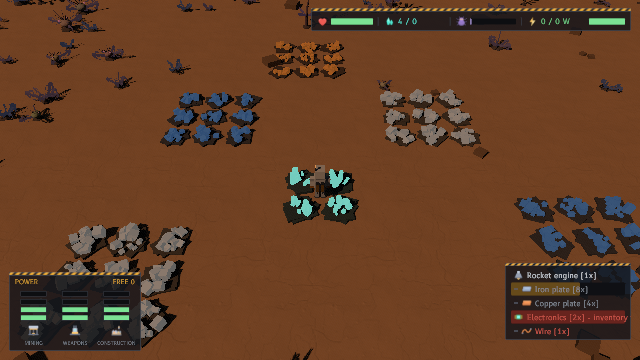 4 / 0
0 / 0 W
POWER
FREE 0
MINING
WEAPONS
CONSTRUCTION
Rocket engine [1x]
Iron plate [8x]
Copper plate [4x]
Electronics [2x] - inventory
Wire [1x]